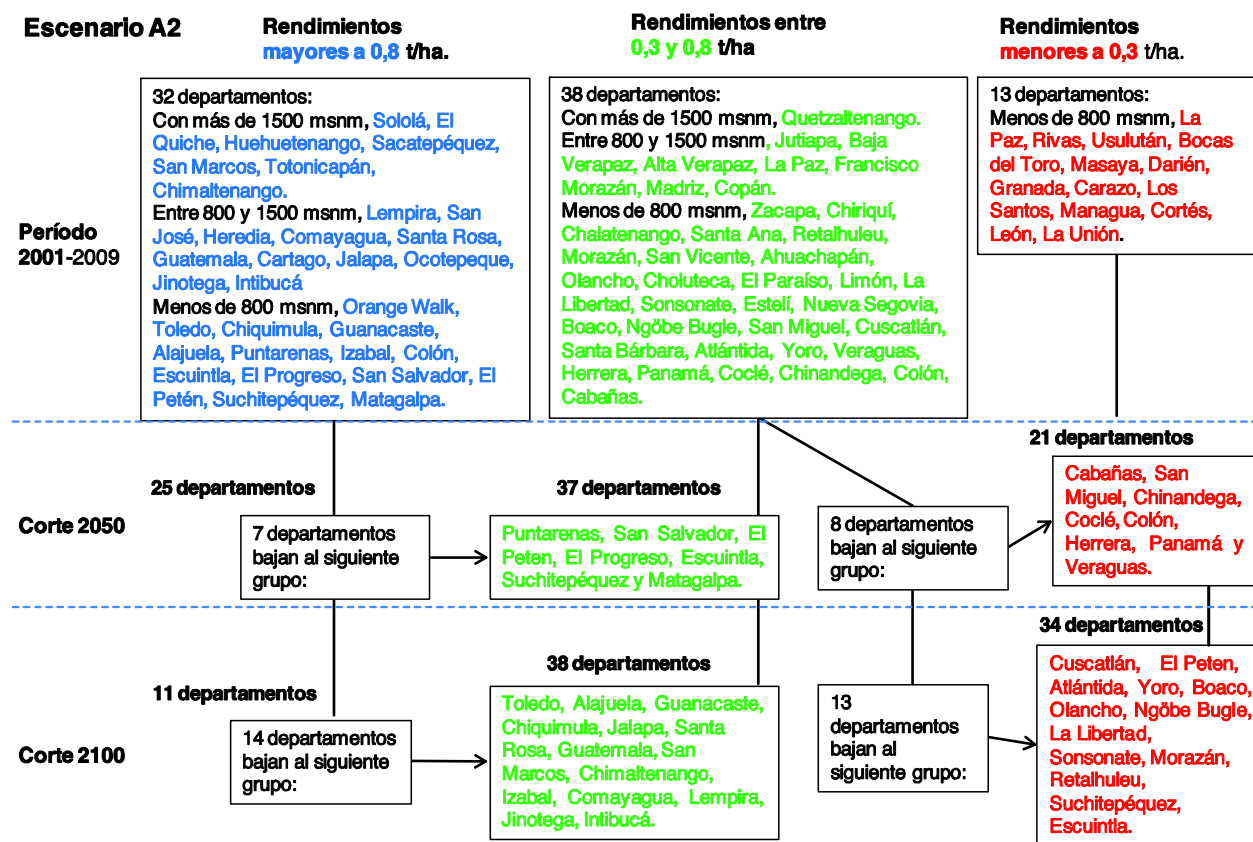 Escenario A2
Rendimientos
mayores a 0,8 t/ha.
Rendimientos entre
0,3 y 0,8 t/ha
Rendimientos
menores a 0,3 t/ha.
Período
2001-2009
32 departamentos:
Con más de 1500 msnm, Sololá, El
Quiche, Huehuetenango, Sacatepéquez,
San Marcos, Totonicapán,
Chimaltenango.
Entre 800 y 1500 msnm, Lempira, San
José, Heredia, Comayagua, Santa Rosa,
Guatemala, Cartago, Jalapa, Ocotepeque,
Jinotega, Intibucá
Menos de 800 msnm, Orange Walk,
Toledo, Chiquimula, Guanacaste,
Alajuela, Puntarenas, Izabal, Colón,
Escuintla, El Progreso, San Salvador, El
Petén, Suchitepéquez, Matagalpa.
38 departamentos:
Con más de 1500 msnm, Quetzaltenango.
Entre 800 y 1500 msnm, Jutiapa, Baja
Verapaz, Alta Verapaz, La Paz, Francisco
Morazán, Madriz, Copán.
Menos de 800 msnm, Zacapa, Chiriquí,
Chalatenango, Santa Ana, Retalhuleu,
Morazán, San Vicente, Ahuachapán,
Olancho, Choluteca, El Paraíso, Limón, La
Libertad, Sonsonate, Estelí, Nueva Segovia,
Boaco, Ngöbe Bugle, San Miguel, Cuscatlán,
Santa Bárbara, Atlántida, Yoro, Veraguas,
Herrera, Panamá, Coclé, Chinandega, Colón,
Cabañas.
13 departamentos:
Menos de 800 msnm, La
Paz, Rivas, Usulután, Bocas
del Toro, Masaya, Darién,
Granada, Carazo, Los
Santos, Managua, Cortés,
León, La Unión.
Corte 2050
25 departamentos
7 departamentos
bajan al siguiente
grupo:
37 departamentos
Puntarenas, San Salvador, El
Peten, El Progreso, Escuintla,
Suchitepéquez y Matagalpa.
8 departamentos
bajan al siguiente
grupo:
21 departamentos
Cabañas, San
Miguel, Chinandega,
Coclé, Colón,
Herrera, Panamá y
Veraguas.
Corte 2100
11 departamentos
14 departamentos
bajan al siguiente
grupo:
38 departamentos
Toledo, Alajuela, Guanacaste,
Chiquimula, Jalapa, Santa
Rosa, Guatemala, San
Marcos, Chimaltenango,
Izabal, Comayagua, Lempira,
Jinotega, Intibucá.
13
departamentos
bajan al
siguiente grupo:
34 departamentos
Cuscatlán, El Peten,
Atlántida, Yoro, Boaco,
Olancho, Ngöbe Bugle,
La Libertad,
Sonsonate, Morazán,
Retalhuleu,
Suchitepéquez,
Escuintla.